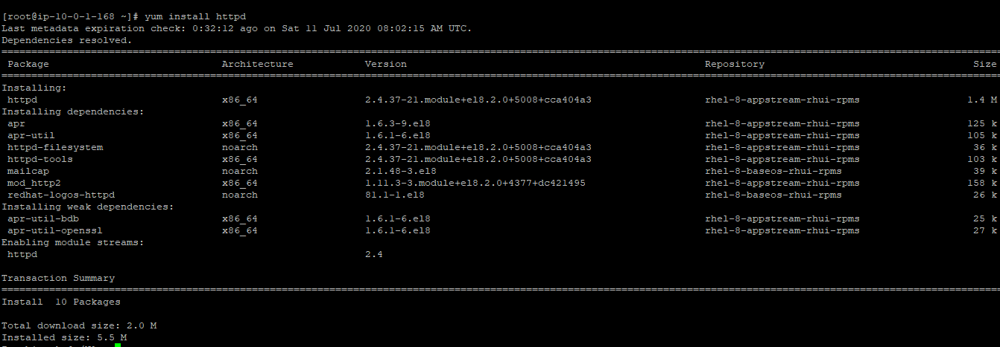 [root@ip-10-0-1-168 ~]# yum install httpd
Last metadata expiration check: 0:32:12 ago on Sat 11 Jul 2020 08:02:15 AM UTC.
Dependencies resolved.
Package Architecture Version Repository Size
Installing:
httpd x86_64 2.4.37-21.module+el8.2.0+5008+cca404a3 rhel-8-appstream-rhui-rpms 1.4 M
Installing dependencies:
apr x86_64 1.6.3-9.el8 rhel-8-appstream-rhui-rpms 125 k
apr-util x86_64 1.6.1-6.el8 rhel-8-appstream-rhui-rpms 105 k
httpd-filesystem noarch 2.4.37-21.module+el8.2.0+5008+cca404a3 rhel-8-appstream-rhui-rpms 36 k
httpd-tools x86_64 2.4.37-21.module+el8.2.0+5008+cca404a3 rhel-8-appstream-rhui-rpms 103 k
mailcap noarch 2.1.48-3.el8 rhel-8-baseos-rhui-rpms 39 k
mod_http2 x86_64 1.11.3-3.module+el8.2.0+4377+dc421495 rhel-8-appstream-rhui-rpms 158 k
redhat-logos-httpd noarch 81.1-1.el8 rhel-8-baseos-rhui-rpms 26 k
Installing weak dependencies:
apr-util-bdb x86_64 1.6.1-6.el8 rhel-8-appstream-rhui-rpms 25 k
apr-util-openssl x86_64 1.6.1-6.el8 rhel-8-appstream-rhui-rpms 27 k
Enabling module streams:
httpd 2.4
Transaction Summary
Install 10 Packages
Total download size: 2.0 M
Installed size: 5.5 M